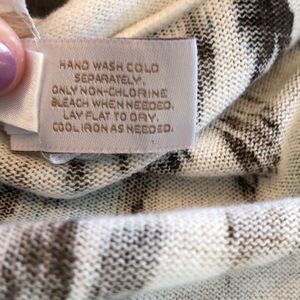 HAND WASH COLD
SEPARATELY.
ONLY NON-CHLORINE
BLEACH WHEN NEEDED.
LAY FLAT TO DRY.
COOL IRON AS NEEDED.